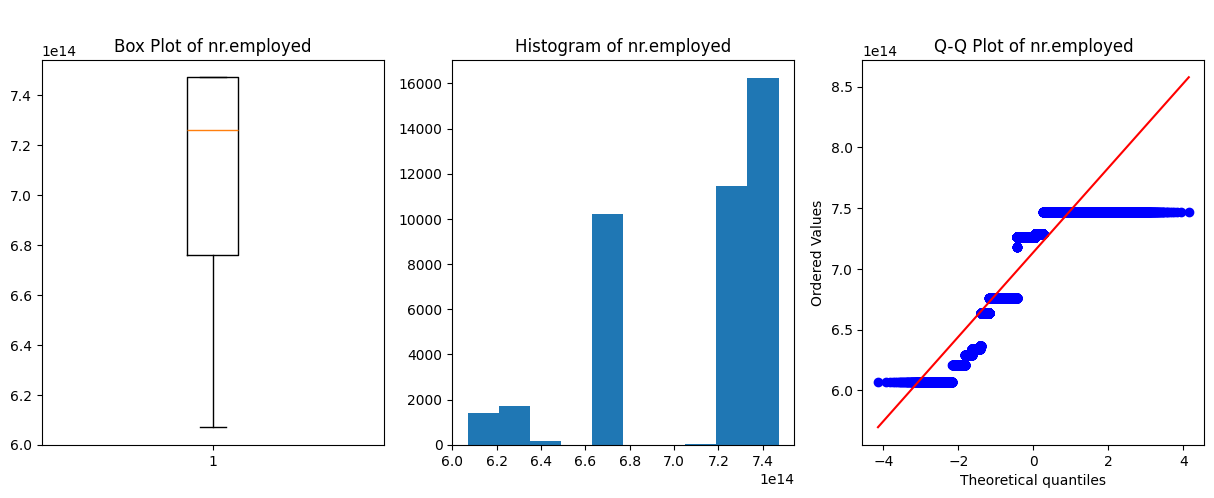 Box Plot of nr.employed
1e14
7.4
7.2
7.0
6.8
6.6
6.4
6.2
6.0
1
Histogram of nr.employed
16000
14000
12000
10000
8000
6000
4000
2000
0
6.0 6.2 6.4 6.6 6.8 7.0 7.2 7.4
1e14
Q-Q Plot of nr.employed
1e14
Ordered Values
8.5
8.0
7.5
7.0
6.5
6.0
−4 −2 0 2 4
Theoretical quantiles